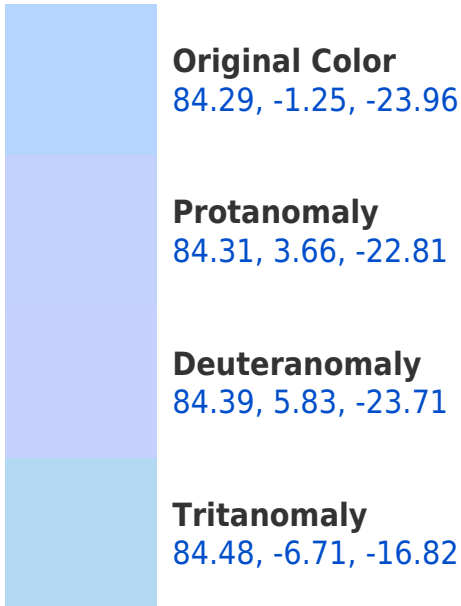 Original Color
84.29, -1.25, -23.96
Protanomaly
84.31, 3.66, -22.81
Deuteranomaly
84.39, 5.83, -23.71
Tritanomaly
84.48, -6.71, -16.82